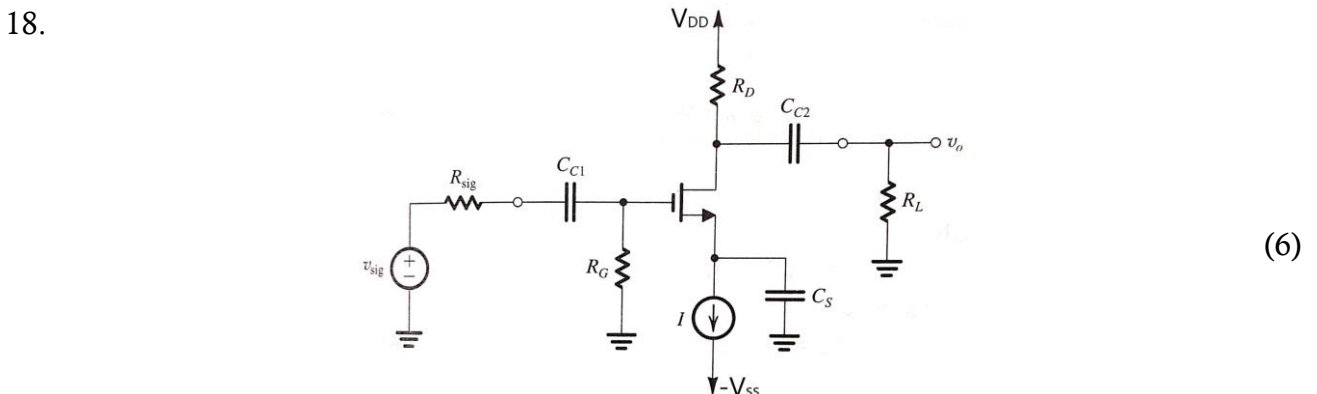 18.
VDD
RD
CC2
vo
CC1
Rsig
RL
(6)
vsig
+
−
RG
CS
I
-Vss